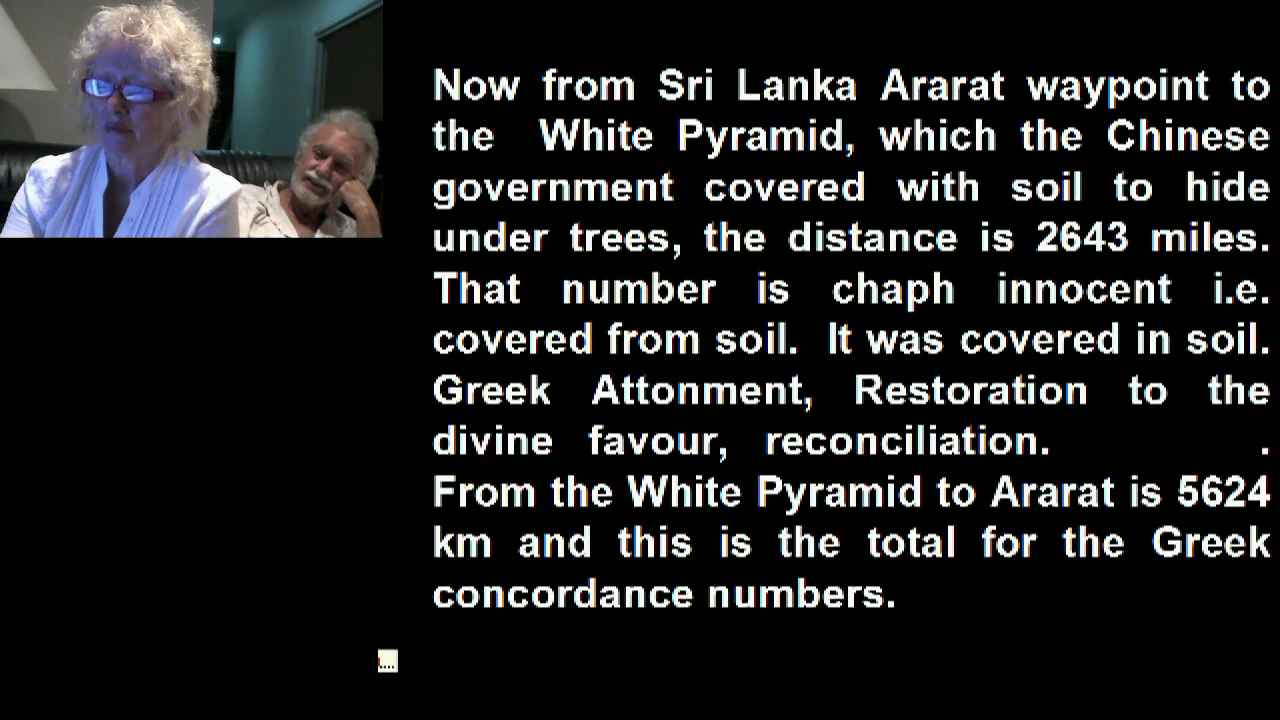 Now from Sri Lanka Ararat waypoint to
the White Pyramid, which the Chinese
government covered with soil to hide
under trees, the distance is 2643 miles.
That number is chaph innocent i.e.
covered from soil. It was covered in soil.
Greek Attonment, Restoration to the
divine favour, reconciliation. .
From the White Pyramid to Ararat is 5624
km and this is the total for the Greek
concordance numbers.
....